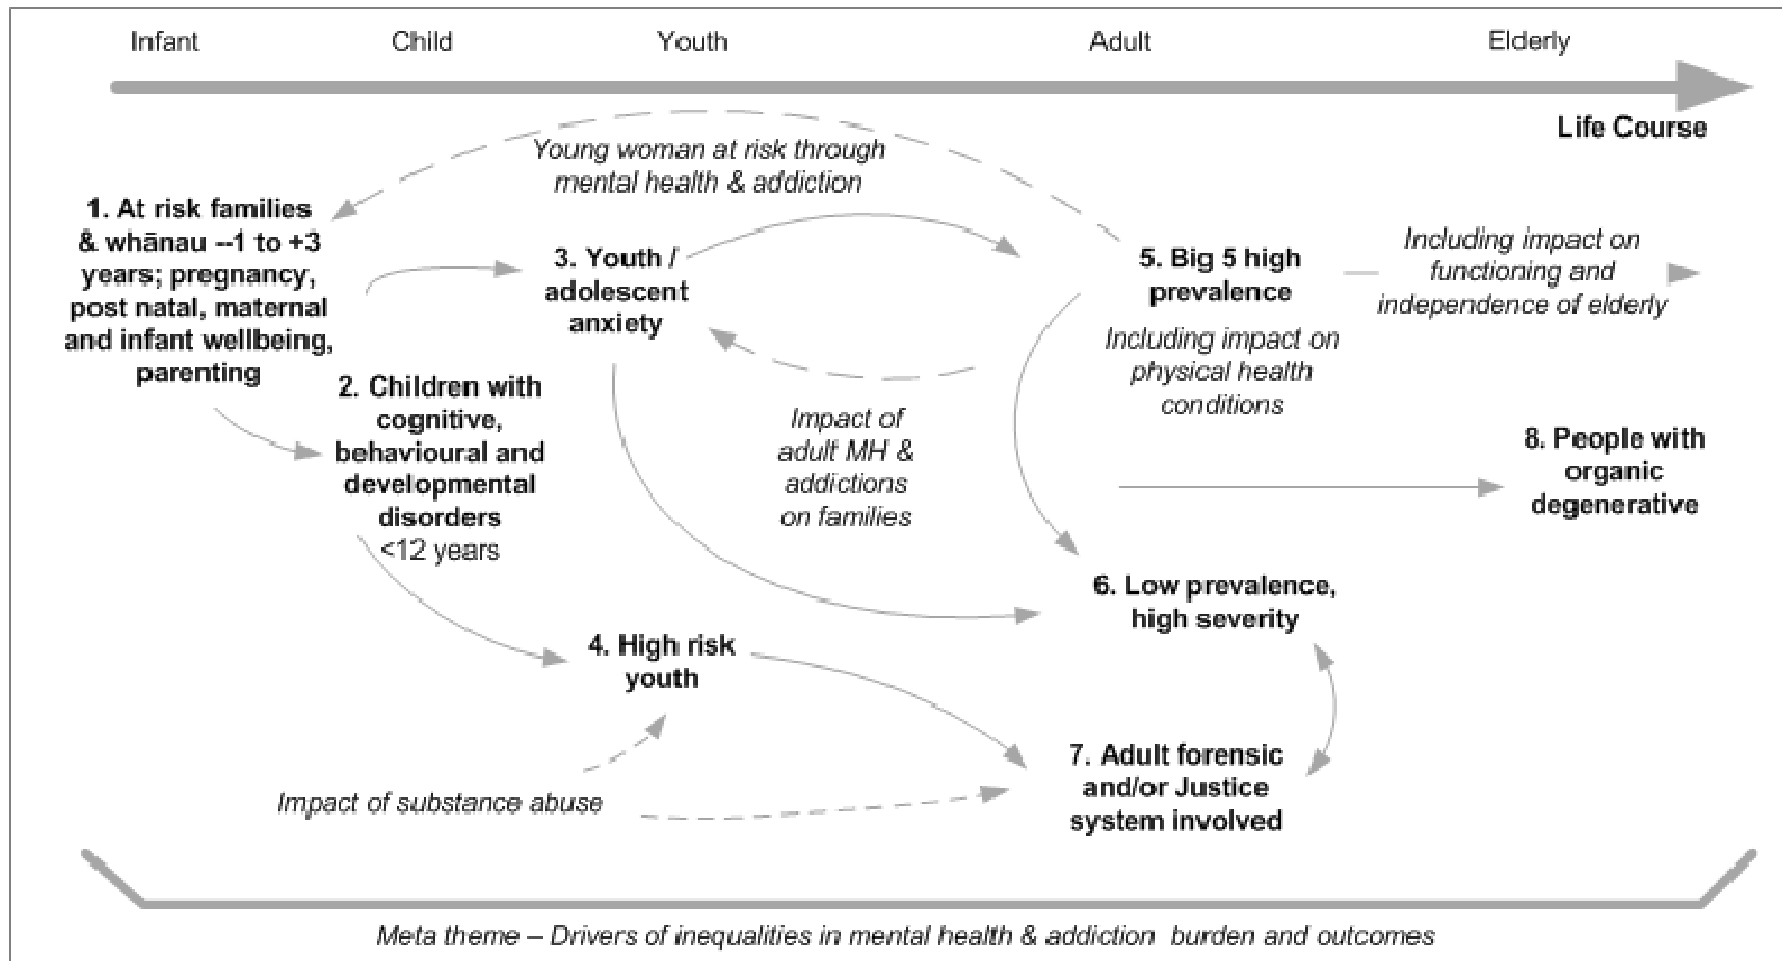 Infant
Child
Youth
Adult
Elderly
Life Course
Young woman at risk through
mental health & addiction
1. At risk families
& whānau --1 to +3
years; pregnancy,
post natal, maternal
and infant wellbeing,
parenting
3. Youth /
adolescent
anxiety
5. Big 5 high
prevalence
Including impact on
physical health
conditions
Including impact on
functioning and
independence of elderly
2. Children with
cognitive,
behavioural and
developmental
disorders
<12 years
Impact of
adult MH &
addictions
on families
8. People with
organic
degenerative
6. Low prevalence,
high severity
4. High risk
youth
7. Adult forensic
and/or Justice
system involved
Impact of substance abuse
Meta theme – Drivers of inequalities in mental health & addiction burden and outcomes